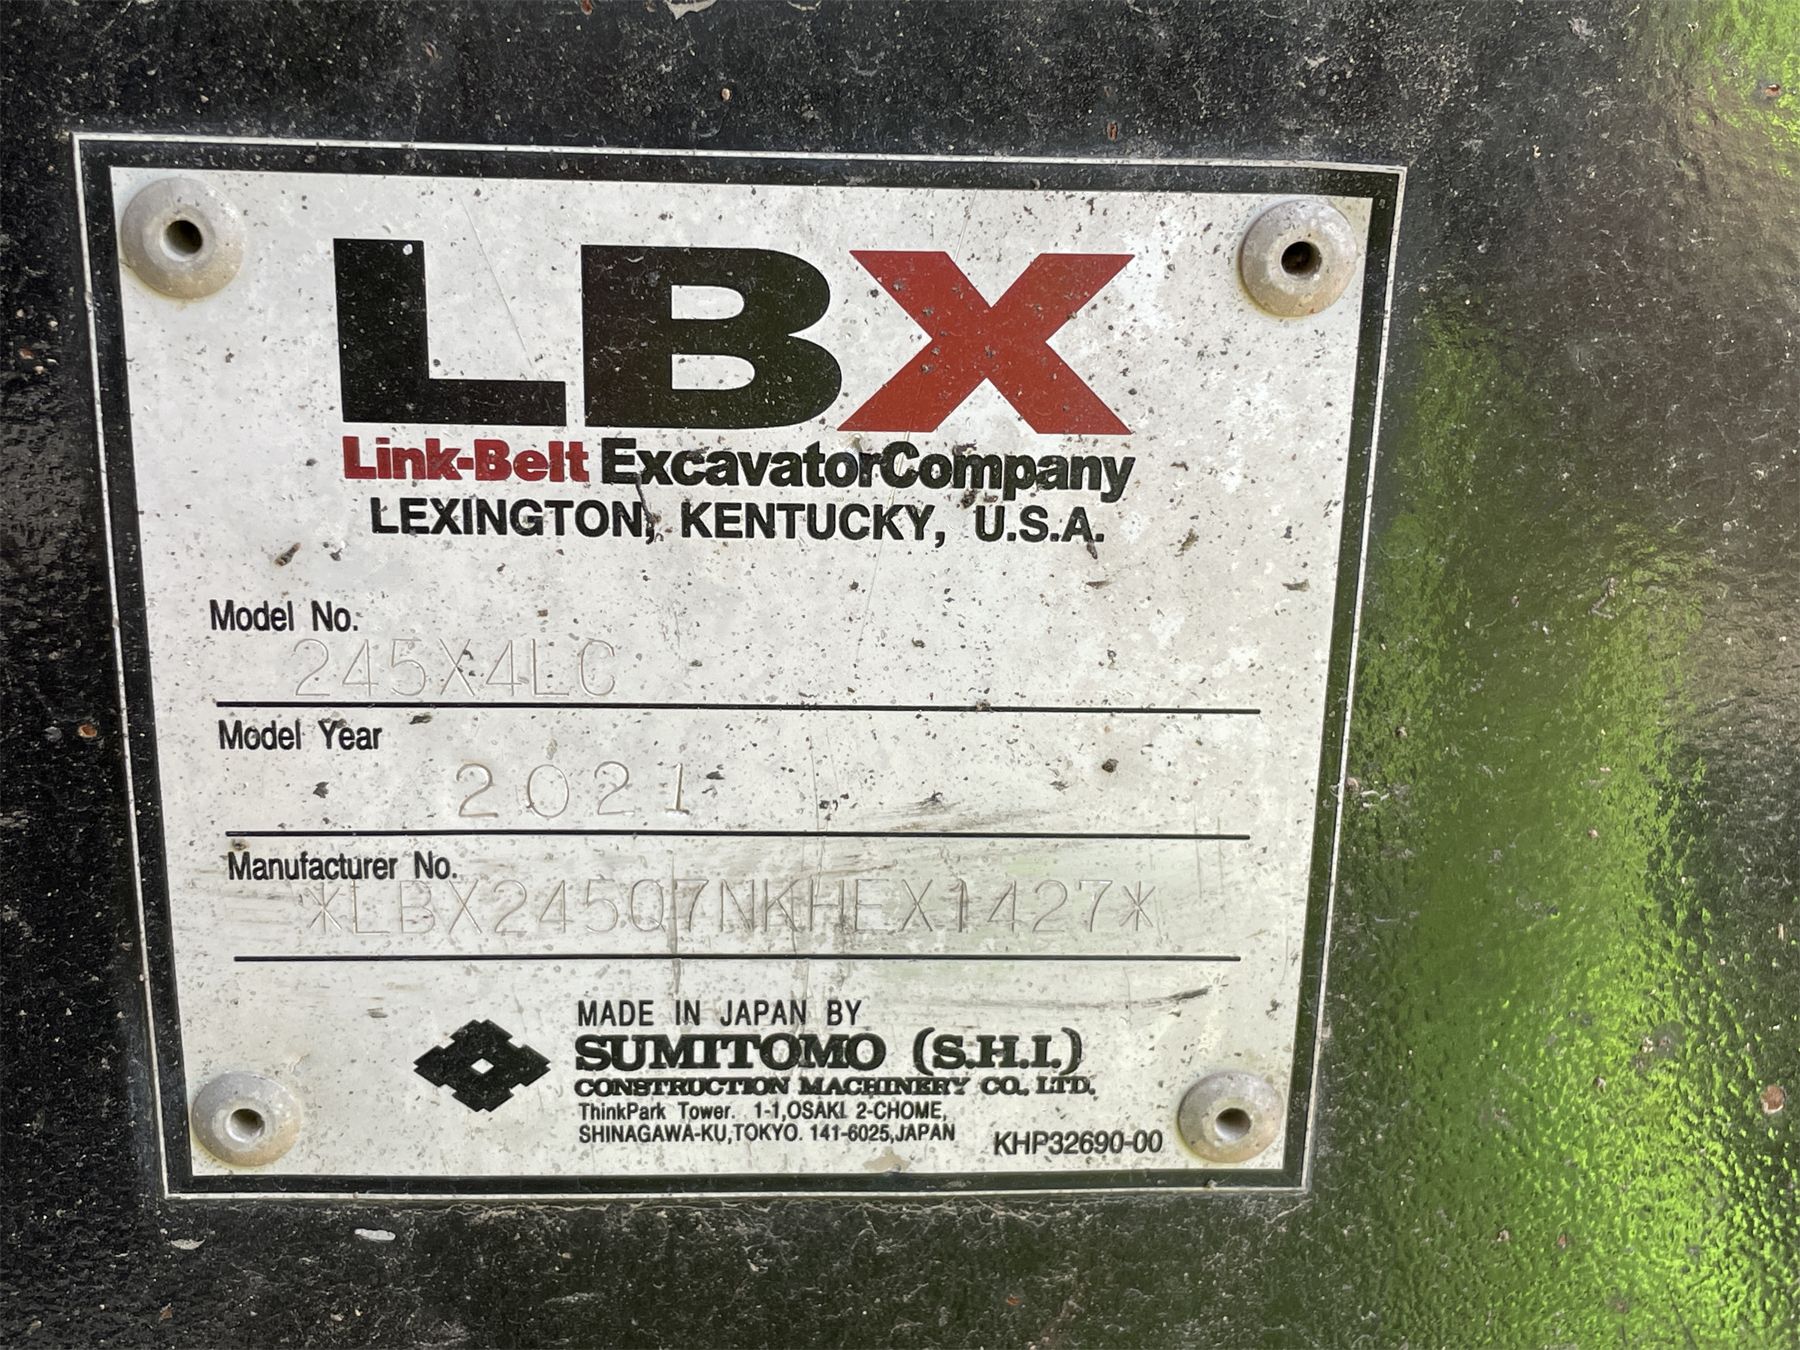 LBX
Link-Belt ExcavatorCompany
LEXINGTON, KENTUCKY, U.S.A.
Model No.
245X4LC
Model Year
2021
Manufacturer No.
*LBX245Q7NKHEX1427*
MADE IN JAPAN BY
SUMITOMO (S.H.I.)
CONSTRUCTION MACHINERY CO., LTD.
ThinkPark Tower. 1-1,OSAKI 2-CHOME,
SHINAGAWA-KU,TOKYO. 141-6025,JAPAN
KHP32690-00